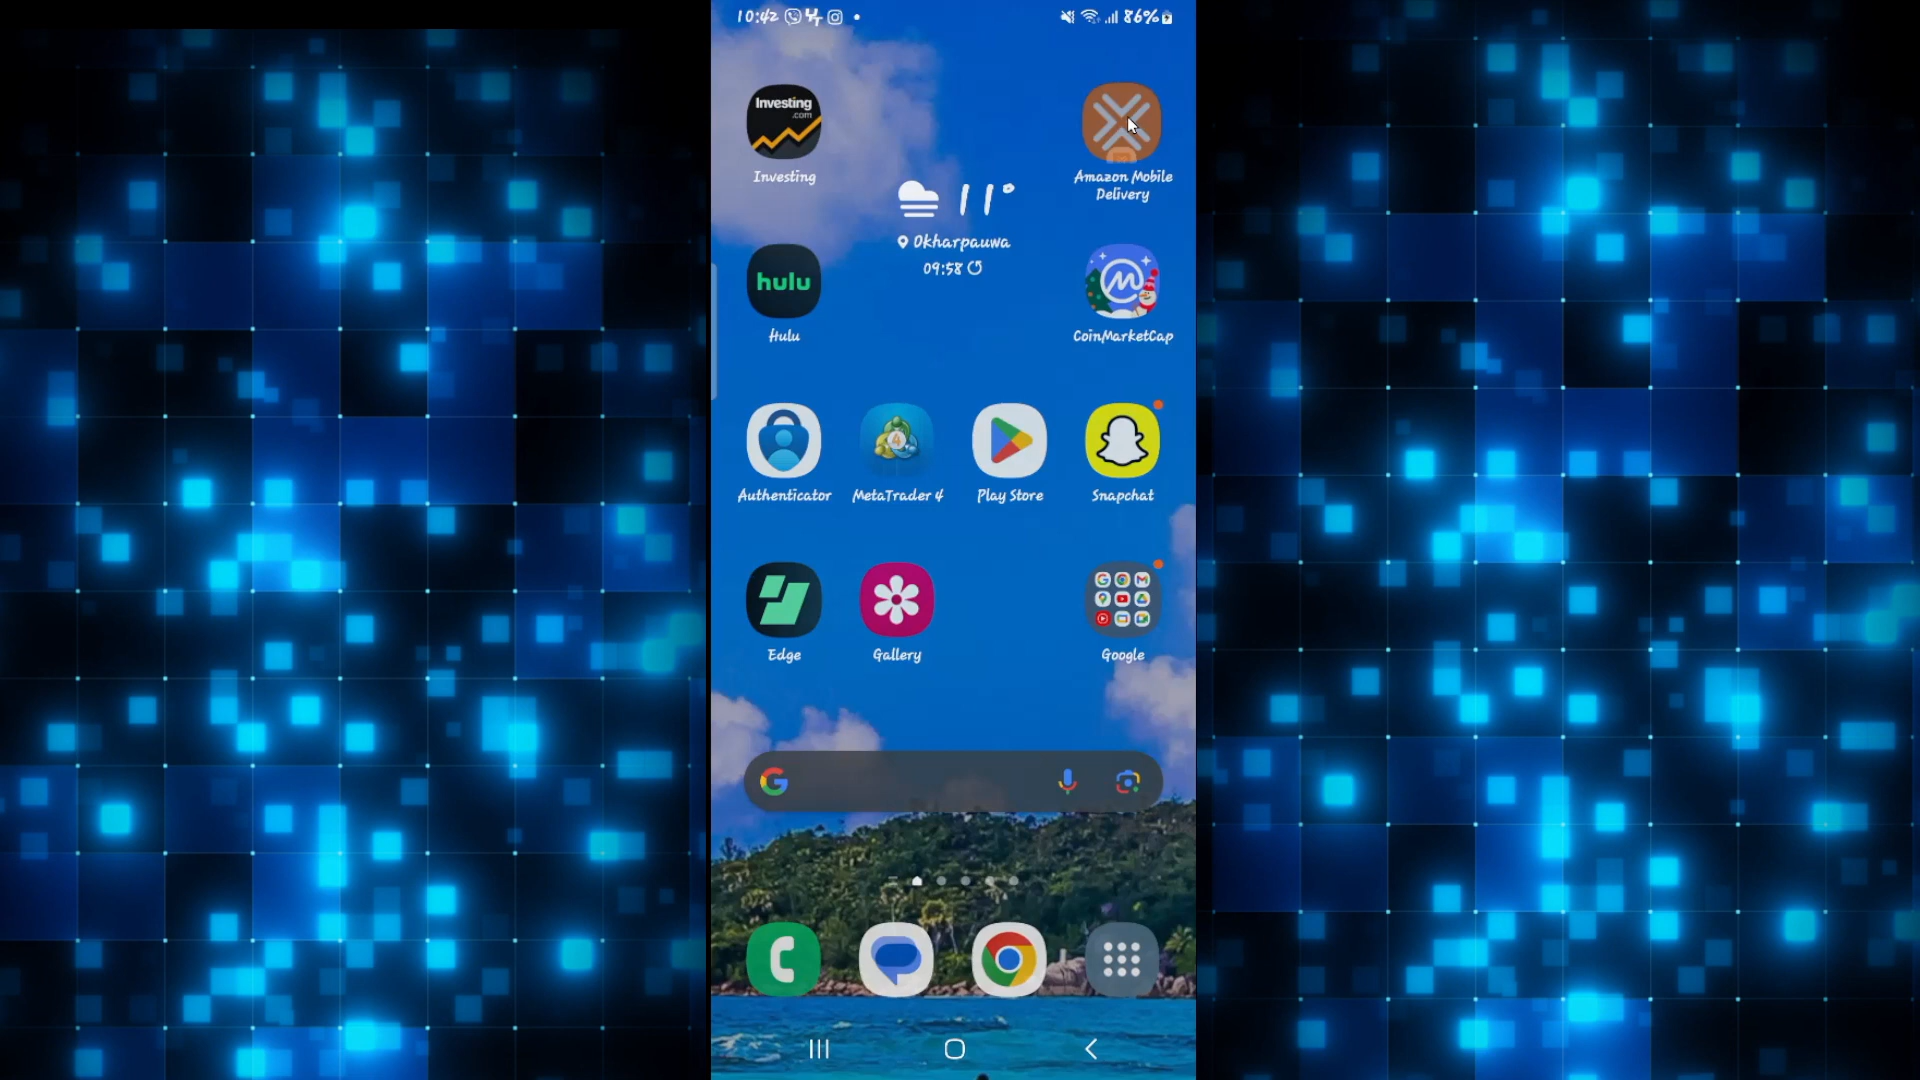 10:42
86%
Investing
.com
Investing
Amazon Mobile
Delivery
11°
Okharpauwa
09:58
hulu
Hulu
CoinMarketCap
4
Authenticator
MetaTrader 4
Play Store
Snapchat
Edge
Gallery
Google